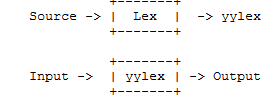 +-------+
Source -> | Lex | -> yylex
+-------+
+-------+
Input -> | yylex | -> Output
+-------+